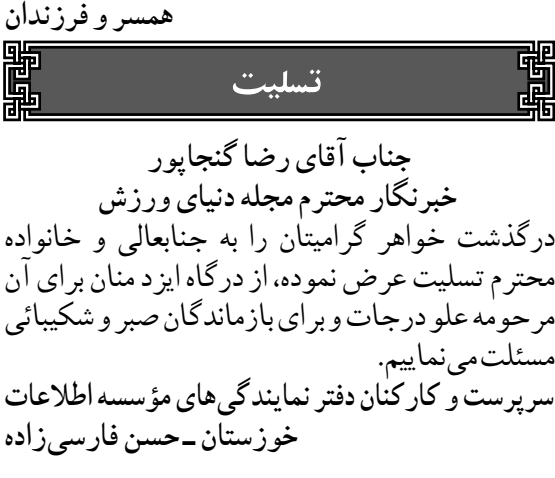 همسر و فرزندان
تسلیت
جناب آقای رضا گنجاپور
خبرنگار محترم مجله دنیای ورزش
درگذشت خواهر گرامیتان را به جنابعالی و خانواده
محترم تسلیت عرض نموده، از درگاه ایزد منان برای آن
مرحومه علو درجات و برای بازماندگان صبر و شکیبائی
مسئلت می‌نماییم.
سرپرست و کارکنان دفتر نمایندگی‌های مؤسسه اطلاعات
خوزستان ـ حسن فارسی‌زاده